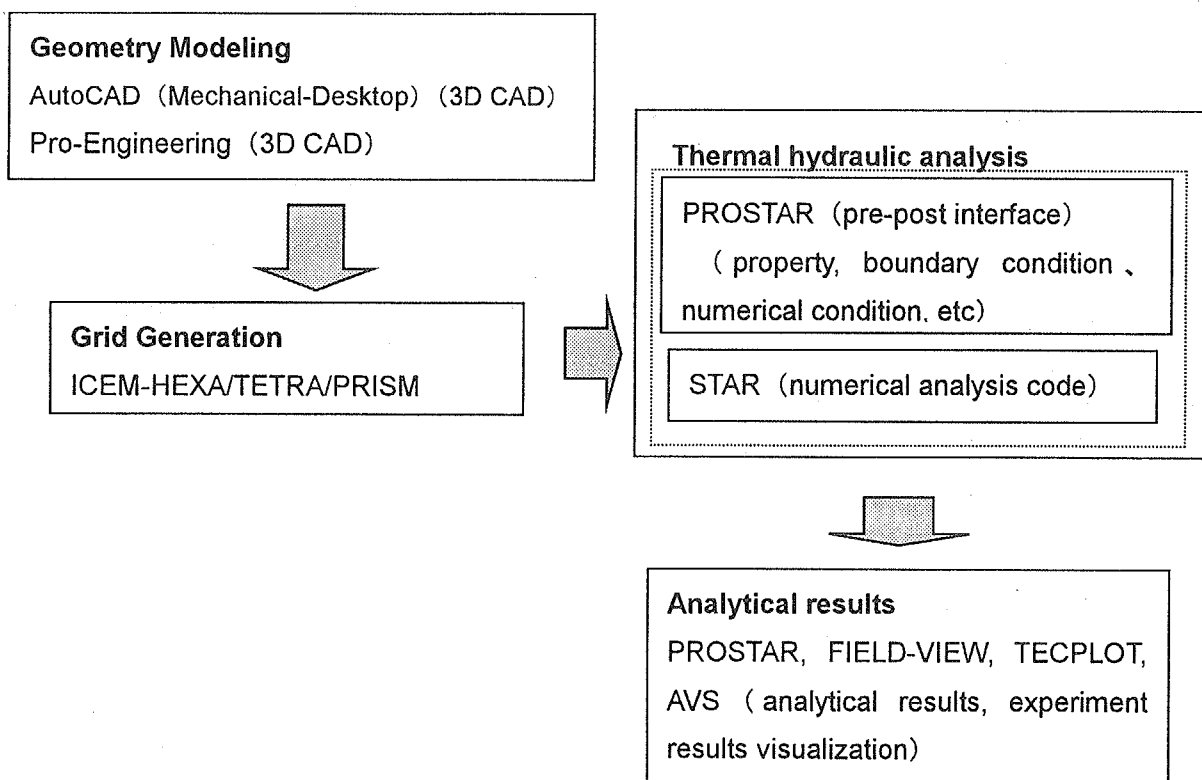 Geometry Modeling
AutoCAD（Mechanical-Desktop）（3D CAD）
Pro-Engineering（3D CAD）
Grid Generation
ICEM-HEXA/TETRA/PRISM
Thermal hydraulic analysis
PROSTAR（pre-post interface）
（property, boundary condition、
numerical condition, etc）
STAR（numerical analysis code）
Analytical results
PROSTAR, FIELD-VIEW, TECPLOT,
AVS（analytical results, experiment
results visualization）